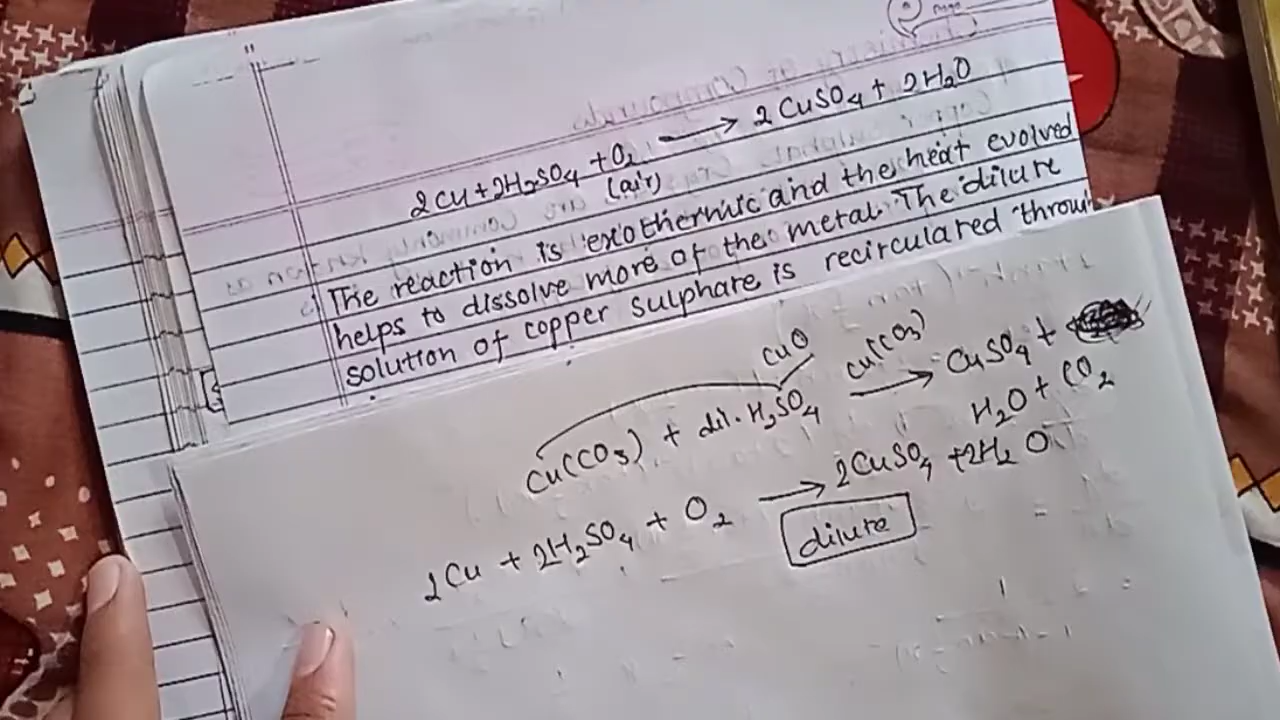 2Cu + 2H₂SO₄ + O₂ ⟶ 2CuSO₄ + 2H₂O
(air)
The reaction is exothermic and the heat evolved
helps to dissolve more of the metal. The dilute
solution of copper sulphate is recirculated throu
CuO
Cu(CO₃) + dil. H₂SO₄ ⟶ CuSO₄ +
Cu(CO₃)
H₂O + CO₂
2Cu + 2H₂SO₄ + O₂ ⟶ 2CuSO₄ + 2H₂O
dilute